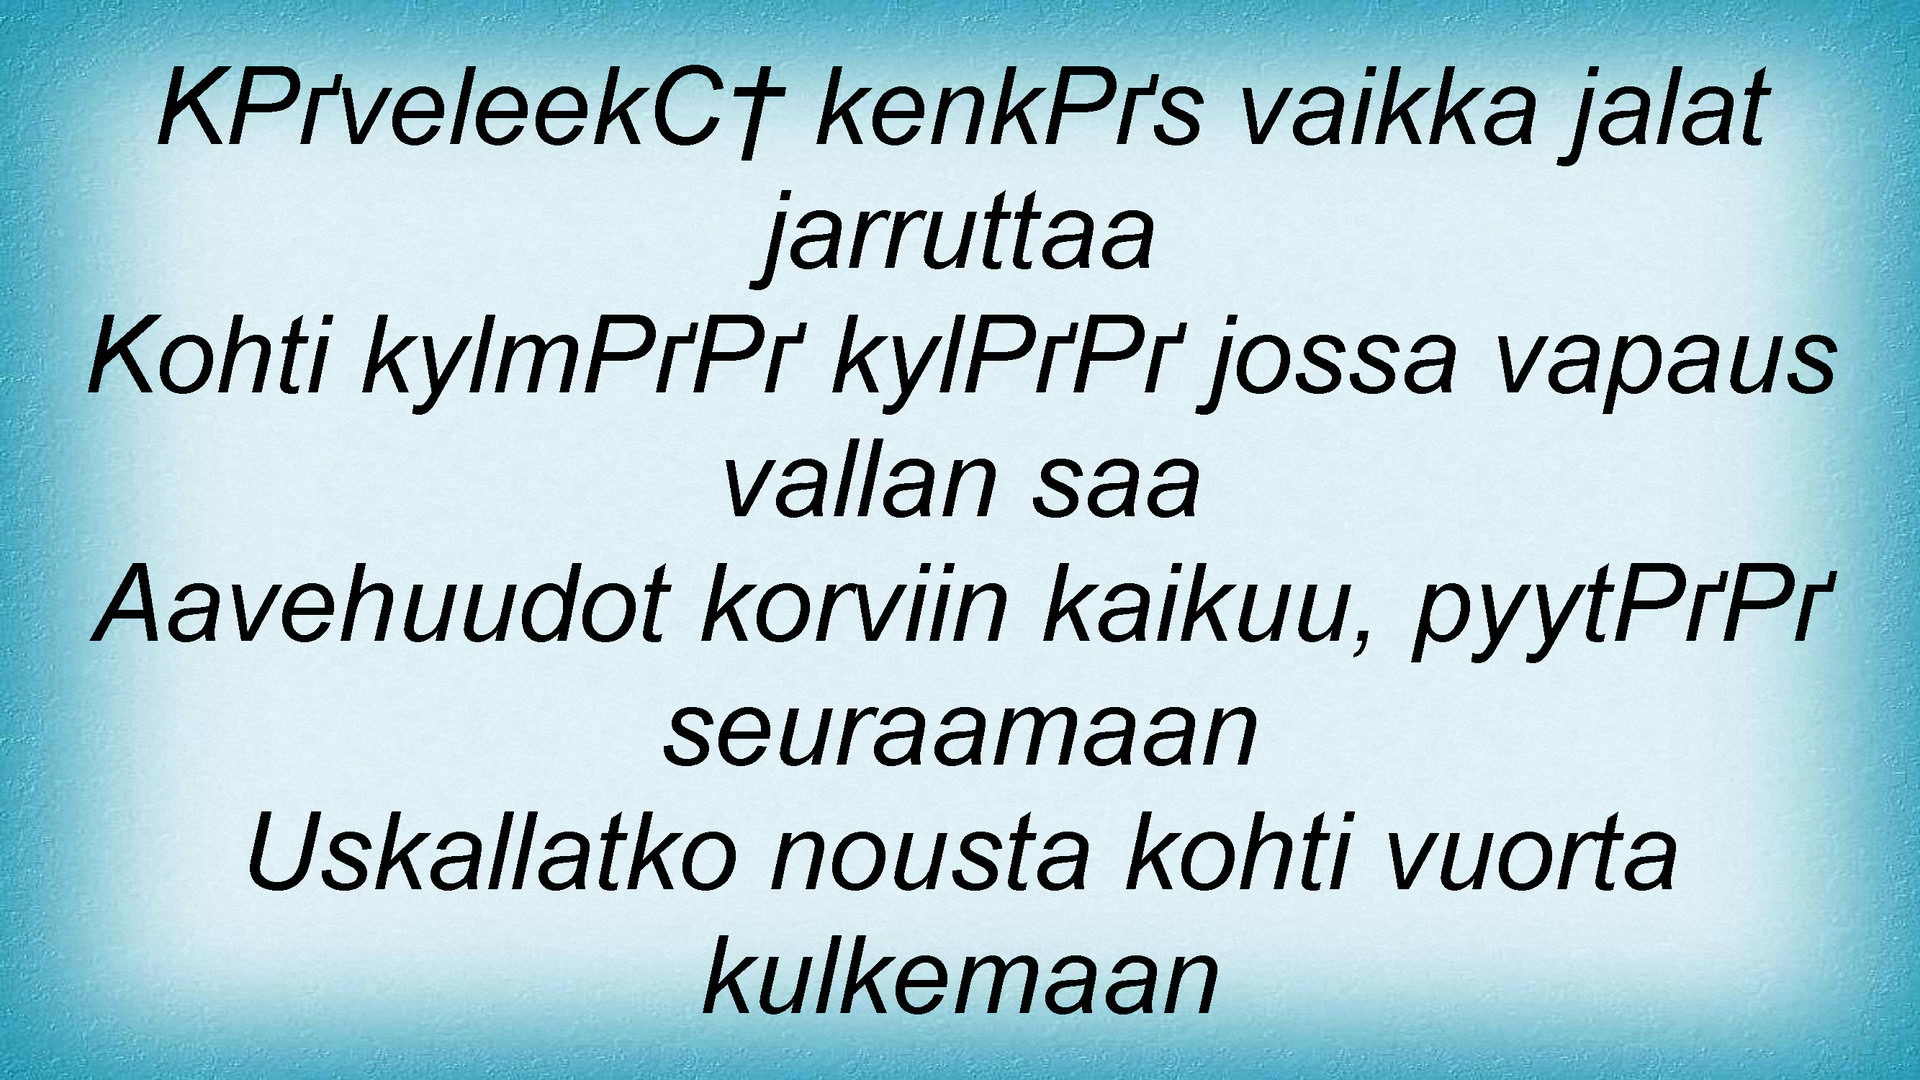 KPґveleekC† kenkPґs vaikka jalat
jarruttaa
Kohti kylmPґPґ kylPґPґ jossa vapaus
vallan saa
Aavehuudot korviin kaikuu, pyytPґPґ
seuraamaan
Uskallatko nousta kohti vuorta
kulkemaan